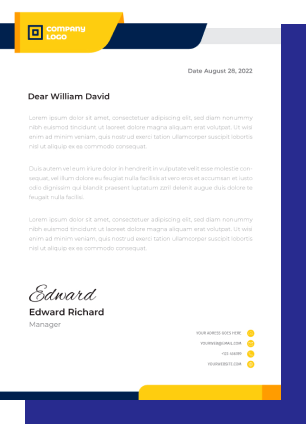 COMPANY
LOGO
Date August 28, 2022
Dear William David
Lorem ipsum dolor sit amet, consectetuer adipiscing elit, sed diam nonummy
nibh euismod tincidunt ut laoreet dolore magna aliquam erat volutpat. Ut wisi
enim ad minim veniam, quis nostrud exerci tation ullamcorper suscipit lobortis
nisl ut aliquip ex ea commodo consequat.
Duis autem vel eum iriure dolor in hendrerit in vulputate velit esse molestie con-
sequat, vel illum dolore eu feugiat nulla facilisis at vero eros et accumsan et iusto
odio dignissim qui blandit praesent luptatum zzril delenit augue duis dolore te
feugait nulla facilisi.
Lorem ipsum dolor sit amet, consectetuer adipiscing elit, sed diam nonummy
nibh euismod tincidunt ut laoreet dolore magna aliquam erat volutpat. Ut wisi
enim ad minim veniam, quis nostrud exerci tation ullamcorper suscipit lobortis
nisl ut aliquip ex ea commodo consequat.
Edward
Edward Richard
Manager
YOUR ADRESS GOES HERE
YOURWEB@EMAIL.COM
YOURWEBSITE.COM